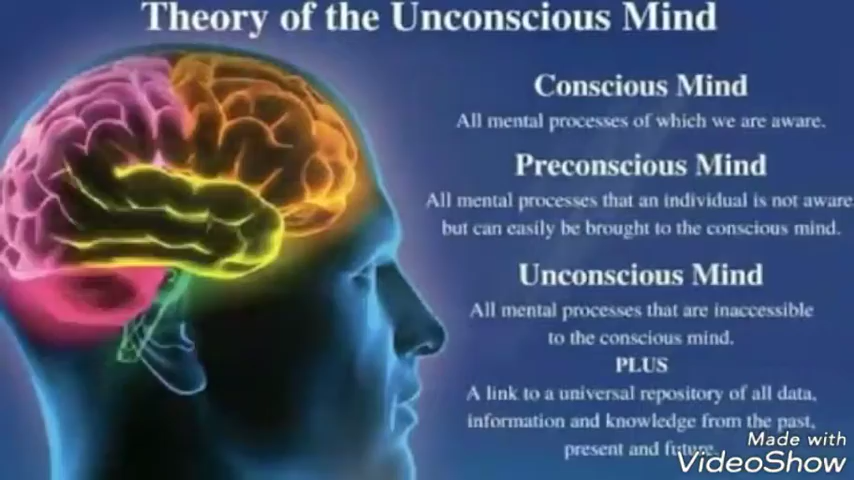 Theory of the Unconscious Mind
Conscious Mind
All mental processes of which we are aware.
Preconscious Mind
All mental processes that an individual is not aware
but can easily be brought to the conscious mind.
Unconscious Mind
All mental processes that are inaccessible
to the conscious mind.
PLUS
A link to a universal repository of all data,
information and knowledge from the past,
present and future.
Made with
VideoShow